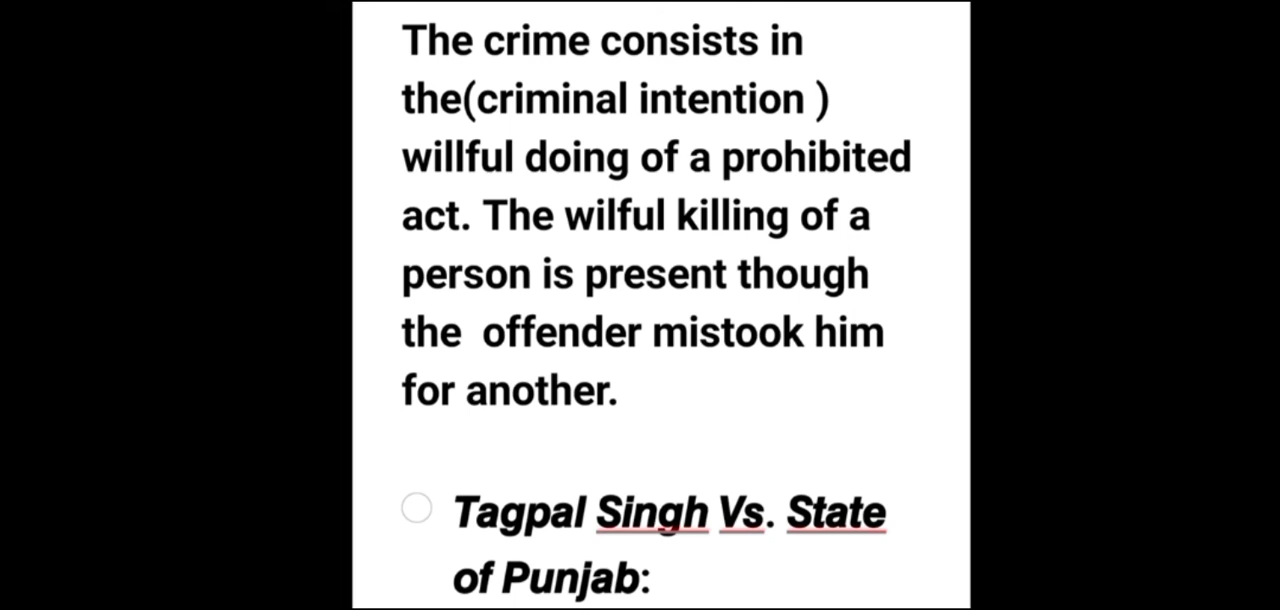 The crime consists in
the(criminal intention )
willful doing of a prohibited
act. The wilful killing of a
person is present though
the  offender mistook him
for another.
Tagpal Singh Vs. State
of Punjab: